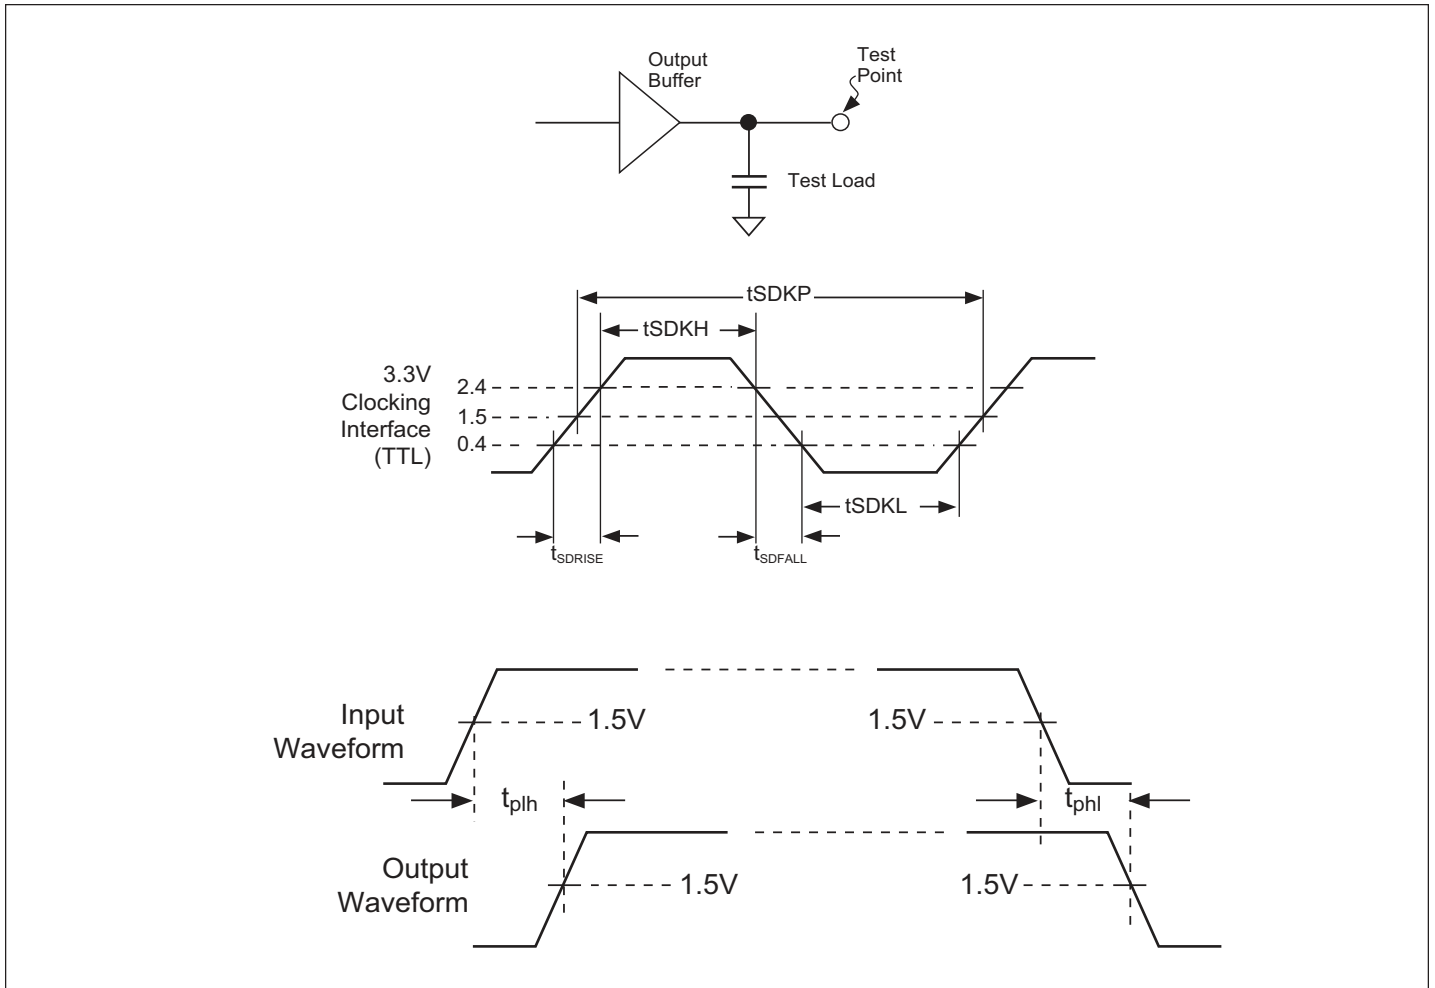 Output
Buffer
Test
Point
Test Load
tSDKP
tSDKH
3.3V
Clocking
Interface
(TTL)
2.4
1.5
0.4
tSDKL
tSDRISE
tSDFALL
Input
Waveform
1.5V
1.5V
tplh
tphl
Output
Waveform
1.5V
1.5V